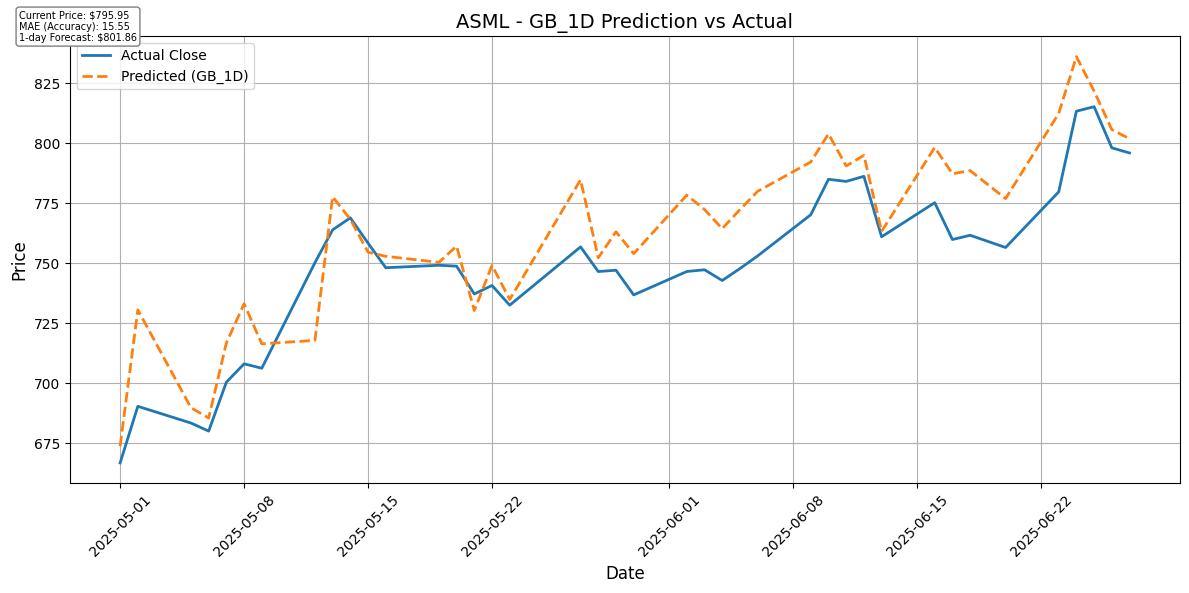 ASML - GB_1D Prediction vs Actual
Current Price: $795.95
MAE (Accuracy): 15.55
1-day Forecast: $801.86
Actual Close
Predicted (GB_1D)
Price
825
800
775
750
725
700
675
2025-05-01
2025-05-08
2025-05-15
2025-05-22
2025-06-01
2025-06-08
2025-06-15
2025-06-22
Date